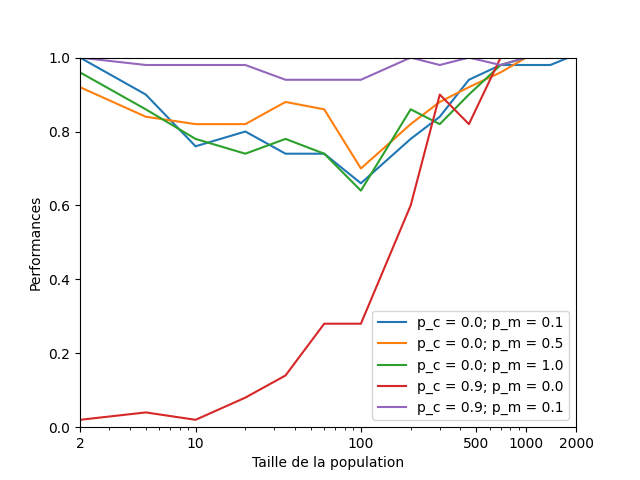 1.0
0.8
0.6
0.4
0.2
0.0
Performances
p_c = 0.0; p_m = 0.1
p_c = 0.0; p_m = 0.5
p_c = 0.0; p_m = 1.0
p_c = 0.9; p_m = 0.0
p_c = 0.9; p_m = 0.1
2 10 100 500 1000 2000
Taille de la population